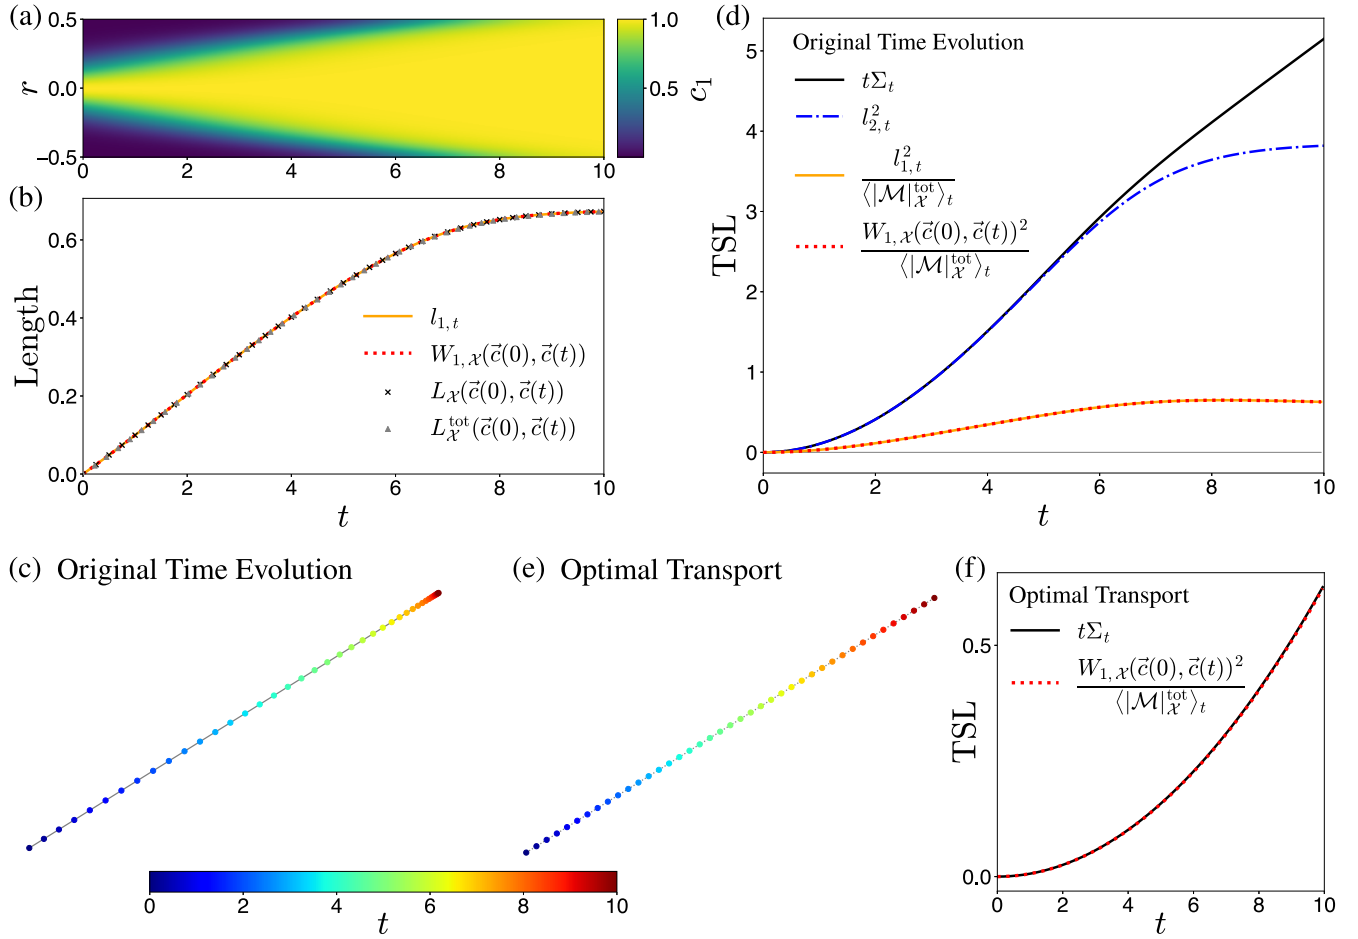 (a)
0.5
0.0
−0.5
r
0 2 4 6 8 10
1.0
0.5
c₁
(b)
Length
0.6
0.4
0.2
0.0
l₁,ₜ
W₁,𝒳(c⃗(0), c⃗(t))
L𝒳(c⃗(0), c⃗(t))
L𝒳ᵗᵒᵗ(c⃗(0), c⃗(t))
0 2 4 6 8 10
t
(d)
TSL
5
4
3
2
1
0
Original Time Evolution
tΣₜ
l²₂,ₜ
l²₁,ₜ
⟨|ℳ|𝒳ᵗᵒᵗ⟩ₜ
W₁,𝒳(c⃗(0), c⃗(t))²
⟨|ℳ|𝒳ᵗᵒᵗ⟩ₜ
0 2 4 6 8 10
t
(c) Original Time Evolution
(e) Optimal Transport
0 2 4 6 8 10
t
(f)
TSL
0.5
0.0
Optimal Transport
tΣₜ
W₁,𝒳(c⃗(0), c⃗(t))²
⟨|ℳ|𝒳ᵗᵒᵗ⟩ₜ
0 2 4 6 8 10
t